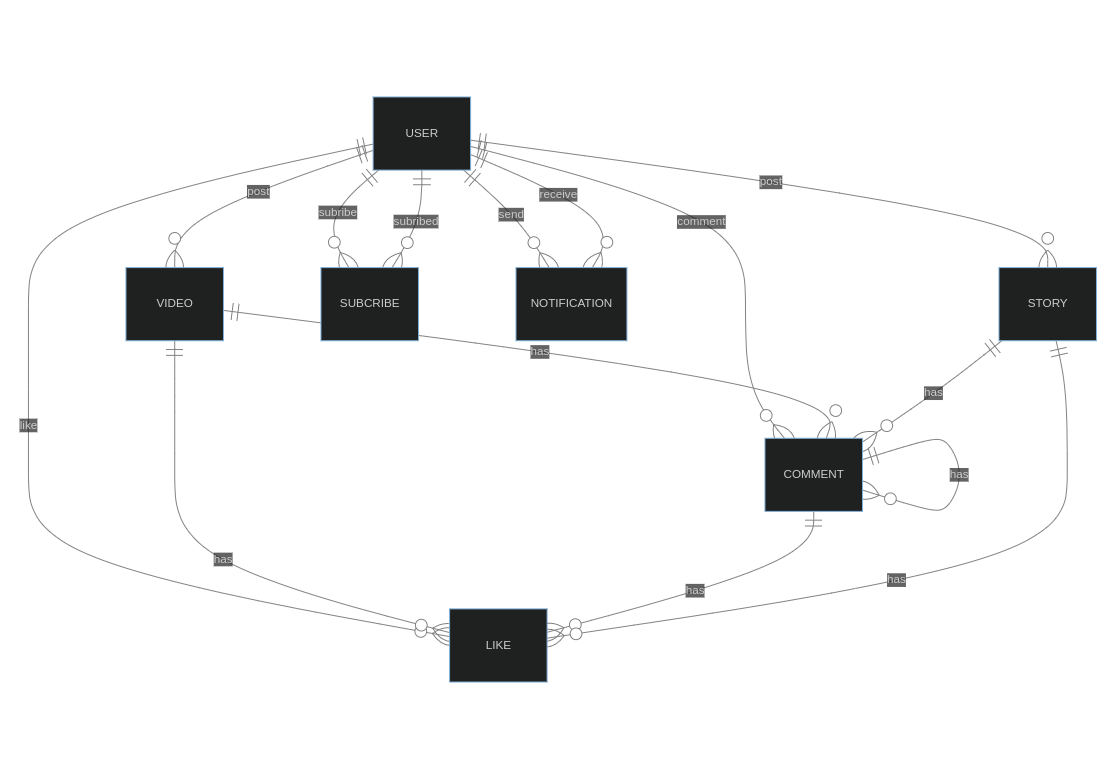 USER
post
post
subribe
subribed
send
receive
comment
VIDEO
SUBCRIBE
NOTIFICATION
STORY
has
has
like
COMMENT
has
has
has
has
LIKE